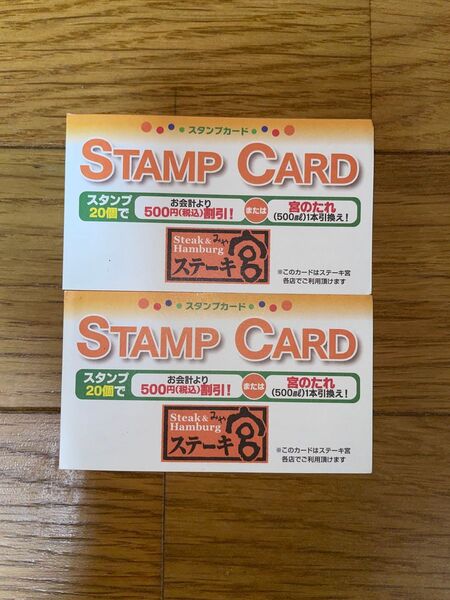 スタンプカード
STAMP CARD
スタンプ
20個で
お会計より
500円(税込)割引!
または
宮のたれ
(500㎖)1本引換え!
Steak&
Hamburg
みや
ステーキ宮
※このカードはステーキ宮
各店でご利用頂けます
スタンプカード
STAMP CARD
スタンプ
20個で
お会計より
500円(税込)割引!
または
宮のたれ
(500㎖)1本引換え!
Steak&
Hamburg
みや
ステーキ宮
※このカードはステーキ宮
各店でご利用頂けます